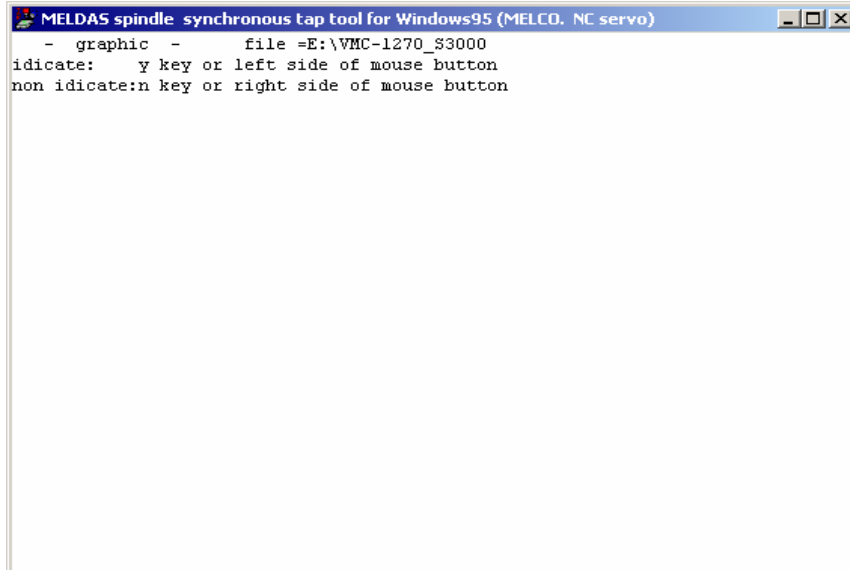 MELDAS spindle synchronous tap tool for Windows95 (MELCO. NC servo)
- graphic - file =E:\VMC-1270_S3000
idicate: y key or left side of mouse button
non idicate:n key or right side of mouse button